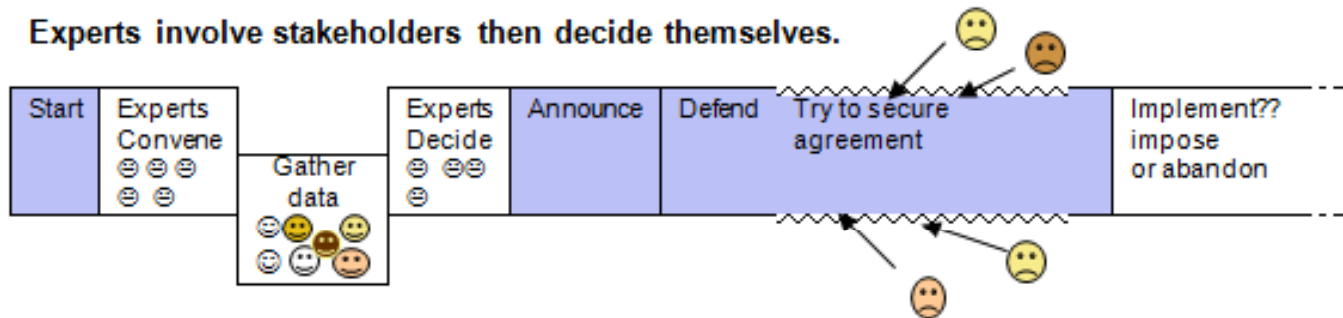 Experts involve stakeholders then decide themselves.
Start
Experts
Convene
Gather
data
Experts
Decide
Announce
Defend
Try to secure
agreement
Implement??
impose
or abandon